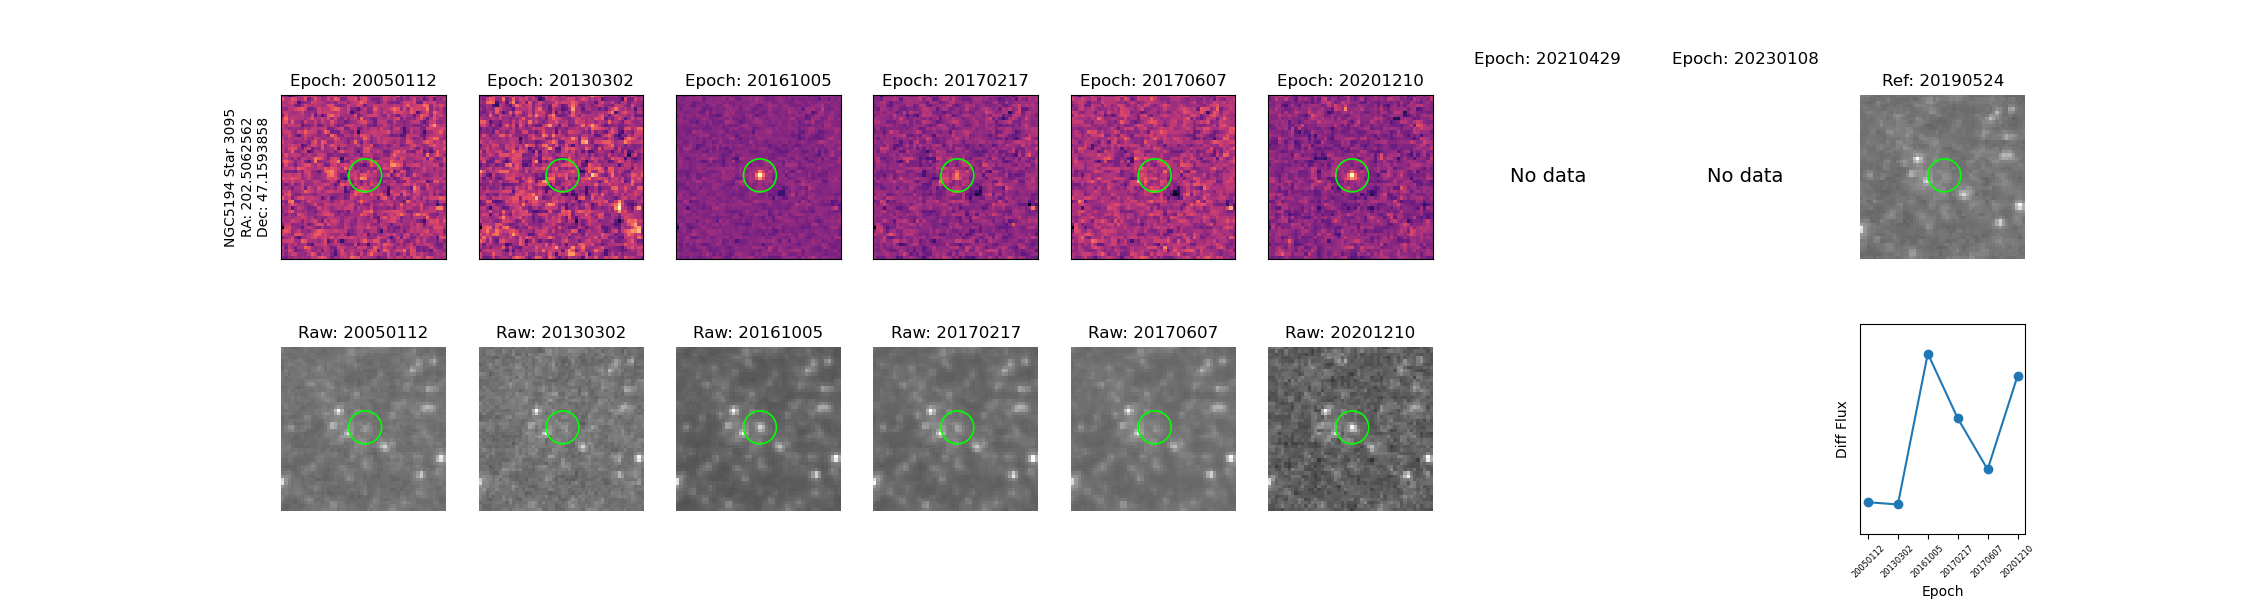 Epoch: 20050112
Epoch: 20130302
Epoch: 20161005
Epoch: 20170217
Epoch: 20170607
Epoch: 20201210
Epoch: 20210429
Epoch: 20230108
Ref: 20190524
NGC5194 Star 3095
RA: 202.5062562
Dec: 47.1593858
No data
No data
Raw: 20050112
Raw: 20130302
Raw: 20161005
Raw: 20170217
Raw: 20170607
Raw: 20201210
Diff Flux
20050112
20130302
20161005
20170217
20170607
20201210
Epoch